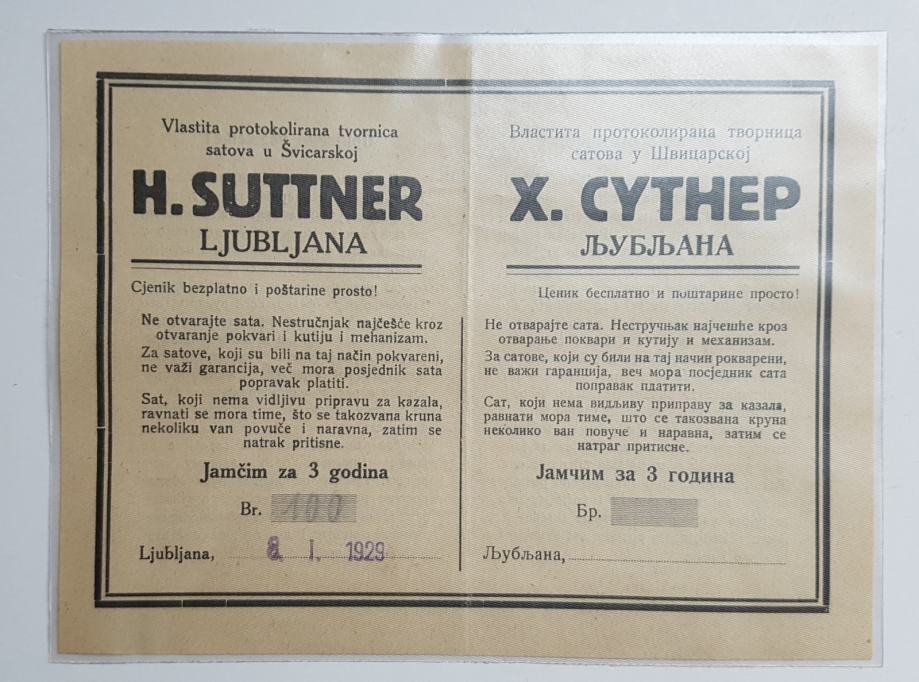 Vlastita protokolirana tvornica
satova u Švicarskoj
H. SUTTNER
LJUBLJANA
Cjenik bezplatno i poštarine prosto!
Ne otvarajte sata. Nestručnjak najčešće kroz
otvaranje pokvari i kutiju i mehanizam.
Za satove, koji su bili na taj način pokvareni,
ne važi garancija, več mora posjednik sata
popravak platiti.
Sat, koji nema vidljivu pripravu za kazala,
ravnati se mora time, što se takozvana kruna
nekoliku van povuče i naravna, zatim se
natrak pritisne.
Jamčim za 3 godina
Br. 100
Ljubljana, 8. I. 1929
Властита протоколирана творница
сатова у Швицарској
Х. СУТНЕР
ЉУБЉАНА
Ценик бесплатно и поштарине просто!
Не отварајте сата. Нестручњак најчешће кроз
отварање поквари и кутију и механизам.
За сатове, који су били на тај начин рокварени,
не важи гаранција, веч мора посједник сата
поправак платити.
Сат, који нема видљиву приправу за казала,
равнати се мора тиме, што се такозвана круна
неколико ван повуче и наравна, затим се
натраг притисне.
Јамчим за 3 година
Бр.
Љубљана,